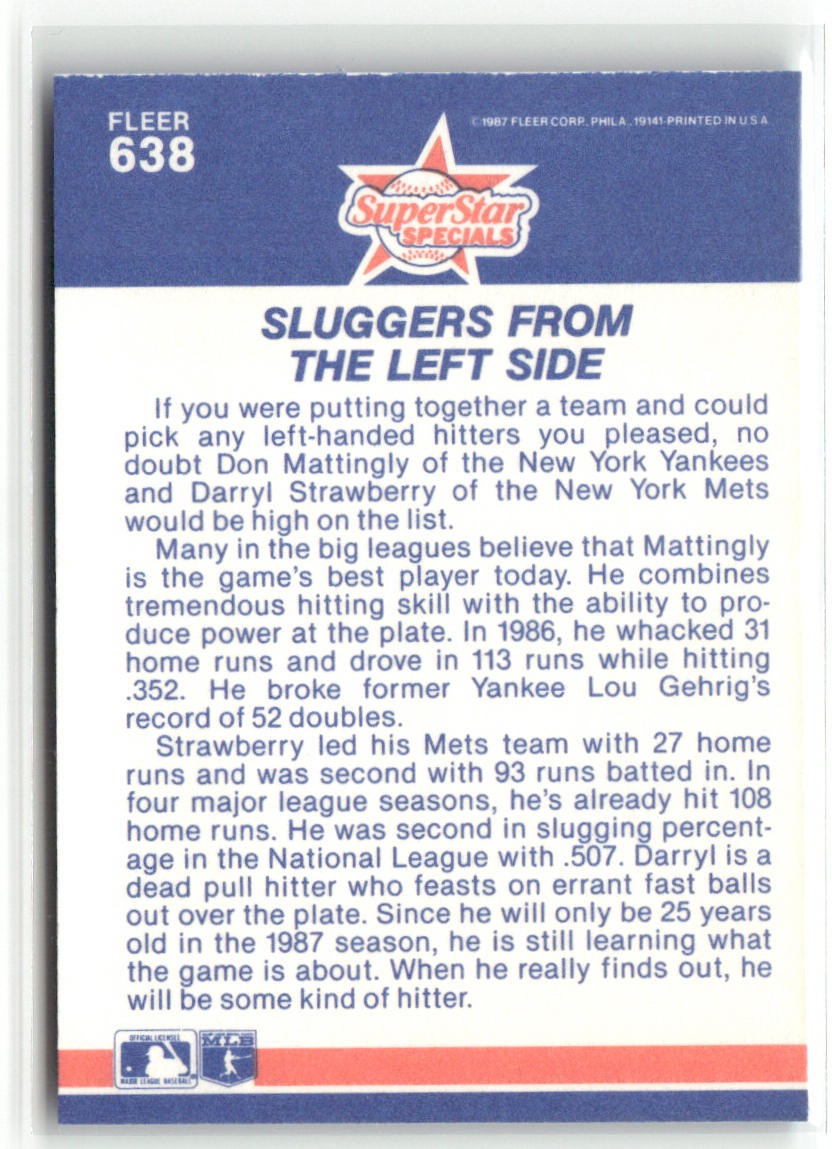 FLEER
638
©1987 FLEER CORP. PHILA., 19141-PRINTED IN U.S.A.
SuperStar
SPECIALS
SLUGGERS FROM
THE LEFT SIDE
If you were putting together a team and could
pick any left-handed hitters you pleased, no
doubt Don Mattingly of the New York Yankees
and Darryl Strawberry of the New York Mets
would be high on the list.
Many in the big leagues believe that Mattingly
is the game's best player today. He combines
tremendous hitting skill with the ability to pro-
duce power at the plate. In 1986, he whacked 31
home runs and drove in 113 runs while hitting
.352. He broke former Yankee Lou Gehrig's
record of 52 doubles.
Strawberry led his Mets team with 27 home
runs and was second with 93 runs batted in. In
four major league seasons, he's already hit 108
home runs. He was second in slugging percent-
age in the National League with .507. Darryl is a
dead pull hitter who feasts on errant fast balls
out over the plate. Since he will only be 25 years
old in the 1987 season, he is still learning what
the game is about. When he really finds out, he
will be some kind of hitter.
OFFICIAL LICENSEE
MAJOR LEAGUE BASEBALL
MLB